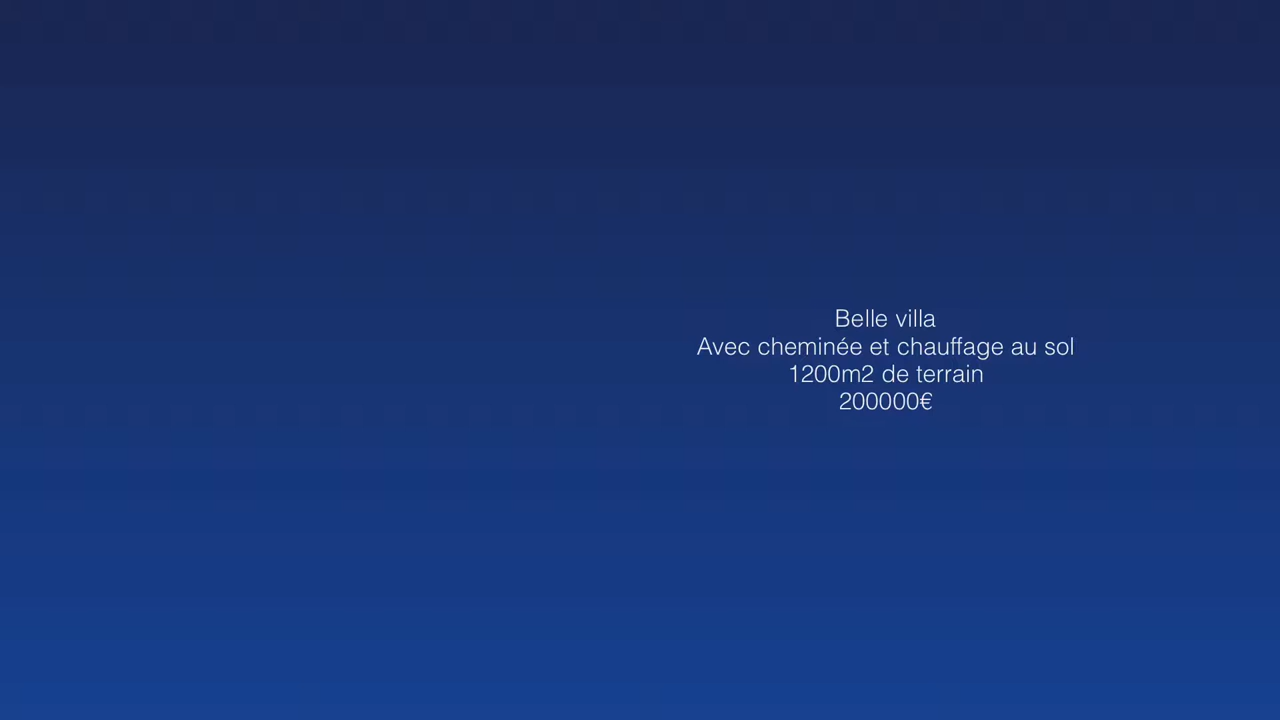 Belle villa
Avec cheminée et chauffage au sol
1200m2 de terrain
200000€